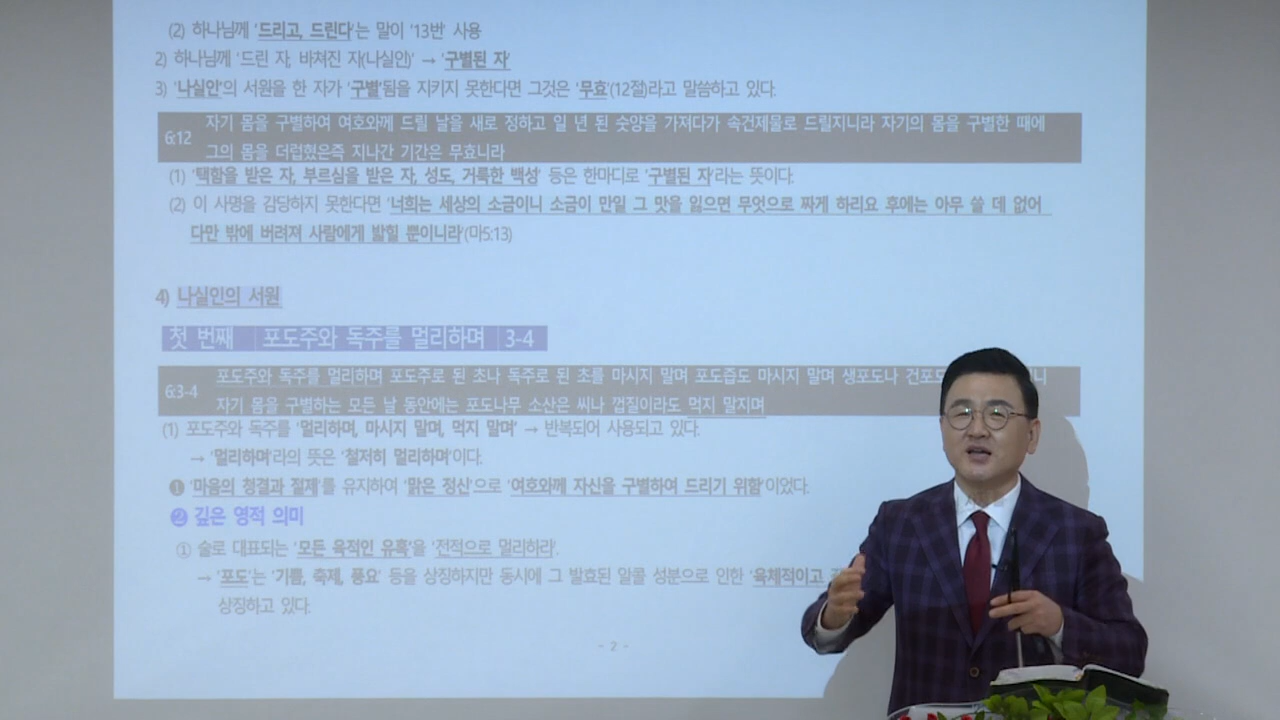 (2) 하나님께 '드리고, 드린다'는 말이 '13번' 사용
2) 하나님께 '드린 자, 바쳐진 자(나실인)' → '구별된 자'
3) '나실인'의 서원을 한 자가 '구별'됨을 지키지 못한다면 그것은 '무효'(12절)라고 말씀하고 있다.
6:12 자기 몸을 구별하여 여호와께 드릴 날을 새로 정하고 일 년 된 숫양을 가져다가 속건제물로 드릴지니라 자기의 몸을 구별한 때에
그의 몸을 더럽혔은즉 지나간 기간은 무효니라
(1) '택함을 받은 자, 부르심을 받은 자, 성도, 거룩한 백성' 등은 한마디로 '구별된 자'라는 뜻이다.
(2) 이 사명을 감당하지 못한다면 '너희는 세상의 소금이니 소금이 만일 그 맛을 잃으면 무엇으로 짜게 하리요 후에는 아무 쓸 데 없어
다만 밖에 버려져 사람에게 밟힐 뿐이니라'(마5:13)
4) 나실인의 서원
첫 번째 포도주와 독주를 멀리하며 3-4
6:3-4 포도주와 독주를 멀리하며 포도주로 된 초나 독주로 된 초를 마시지 말며 포도즙도 마시지 말며 생포도나 건포 니
자기 몸을 구별하는 모든 날 동안에는 포도나무 소산은 씨나 껍질이라도 먹지 말지며
(1) 포도주와 독주를 '멀리하며, 마시지 말며, 먹지 말며' → 반복되어 사용되고 있다.
→ '멀리하며'라의 뜻은 '철저히 멀리하며'이다.
❶ '마음의 청결과 절제'를 유지하여 '맑은 정신'으로 '여호와께 자신을 구별하여 드리기 위함'이었다.
❷ 깊은 영적 의미
① 술로 대표되는 '모든 육적인 유혹'을 '전적으로 멀리하라'.
→ '포도'는 '기쁨, 축제, 풍요' 등을 상징하지만 동시에 그 발효된 알콜 성분으로 인한 '육체적이고
상징하고 있다.
- 2 -